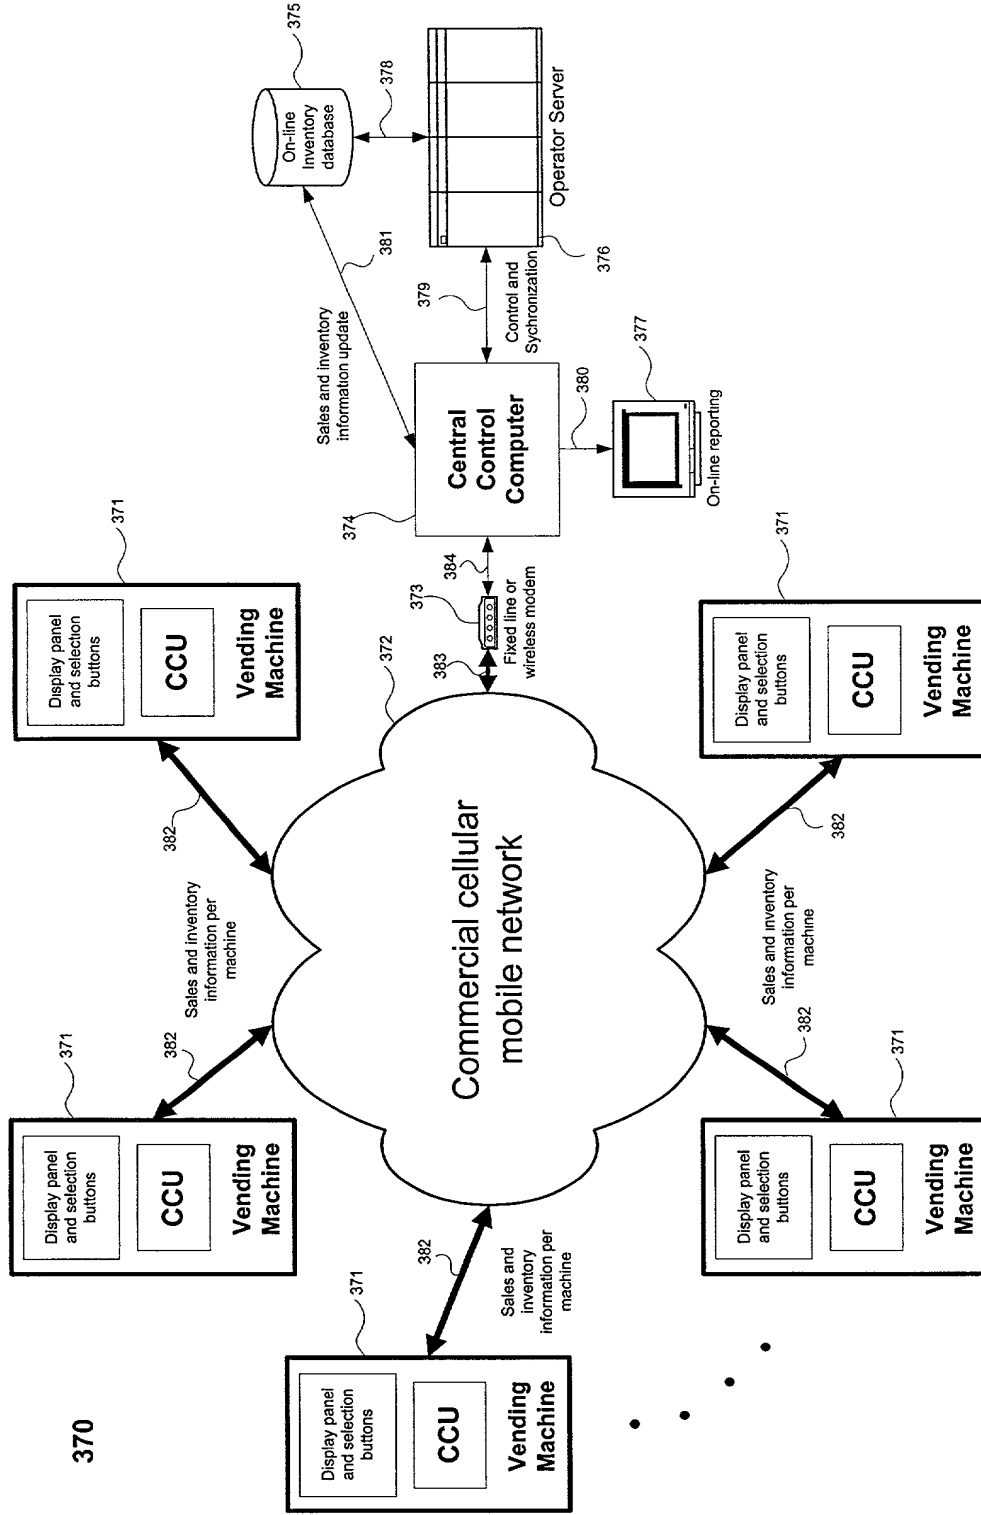 370
371
Display panel
and selection
buttons
CCU
Vending
Machine
382
Sales and
inventory
information per
machine
371
Display panel
and selection
buttons
CCU
Vending
Machine
382
Sales and inventory
information per
machine
371
Display panel
and selection
buttons
CCU
Vending
Machine
382
Commercial cellular
mobile network
372
371
Display panel
and selection
buttons
CCU
Vending
Machine
382
Sales and inventory
information per
machine
371
Display panel
and selection
buttons
CCU
Vending
Machine
382
383
373
384
Fixed line or
wireless modem
374
Central
Control
Computer
Sales and inventory
information update
381
375
On-line
Inventory
database
378
379
Control and
Sychronization
376
Operator Server
380
377
On-line reporting